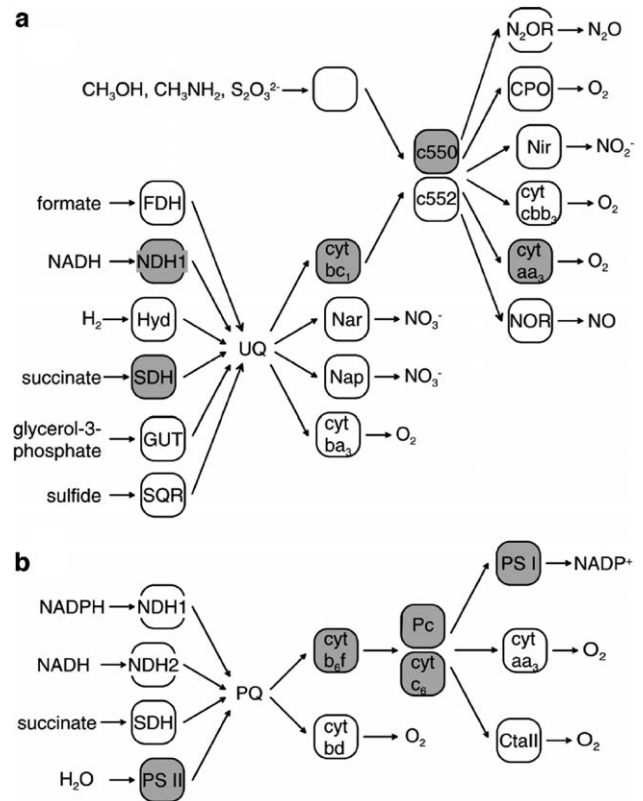 a
N₂OR N₂O
CH₃OH, CH₃NH₂, S₂O₃²⁻
CPO O₂
c550
Nir NO₂⁻
c552
formate FDH
cyt
cbb₃ O₂
NADH NDH1
cyt
bc₁
cyt
aa₃ O₂
H₂ Hyd
Nar NO₃⁻
NOR NO
UQ
succinate SDH
Nap NO₃⁻
glycerol-3-
phosphate GUT
cyt
ba₃ O₂
sulfide SQR
b
PS I NADP⁺
NADPH NDH1
Pc
cyt
b₆f
cyt
aa₃ O₂
NADH NDH2
cyt
c₆
PQ
succinate SDH
cyt
bd O₂
CtaII O₂
H₂O PS II